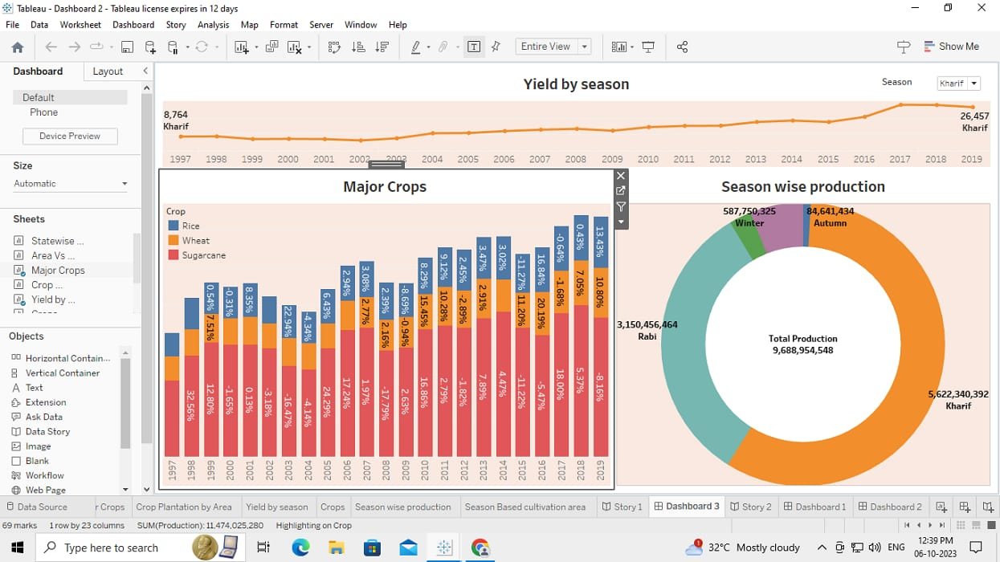 Tableau - Dashboard 2 - Tableau license expires in 12 days
File Data Worksheet Dashboard Story Analysis Map Format Server Window Help
Entire View
Show Me
Dashboard Layout
Default
Phone
Device Preview
Size
Automatic
Sheets
Statewise ...
Area Vs ...
Major Crops
Crop ...
Yield by ...
Objects
Horizontal Contain...
Vertical Container
Text
Extension
Ask Data
Data Story
Image
Blank
Workflow
Web Page
Yield by season
Season
Kharif
8,764
Kharif
26,457
Kharif
1997 1998 1999 2000 2001 2002 2003 2004 2005 2006 2007 2008 2009 2010 2011 2012 2013 2014 2015 2016 2017 2018 2019
Major Crops
Crop
Rice
Wheat
Sugarcane
0.54% -0.31% 8.35% 22.94% -4.34% 6.43% 2.94% 3.08% 2.39% -8.69% 8.29% 9.12% 2.45% 3.47% 3.02% -11.27% 16.84% -0.64% 0.43% 13.43%
7.51% 2.77% 2.16% -0.94% 15.45% 10.28% -2.89% 2.91% 11.20% 20.19% -1.68% 7.05% 10.80%
32.56% 12.80% -1.65% 0.13% -3.18% -16.47% -4.14% 24.29% 17.24% 1.97% -17.79% 2.63% 16.86% 2.79% -1.82% 7.89% 4.47% -11.22% -5.47% 18.00% 5.37% -8.16%
1997 1998 1999 2000 2001 2002 2003 2004 2005 2006 2007 2008 2009 2010 2011 2012 2013 2014 2015 2016 2017 2018 2019
Season wise production
587,750,325
Winter
84,641,434
Autumn
3,150,456,464
Rabi
Total Production
9,688,954,548
5,622,340,392
Kharif
Data Source r Crops Crop Plantation by Area Yield by season Crops Season wise production Season Based cultivation area Story 1 Dashboard 3 Story 2 Dashboard 1 Dashboard 2
69 marks 1 row by 23 columns SUM(Production): 11,474,025,280 Highlighting on Crop
Type here to search
1
32°C Mostly cloudy
ENG
12:39 PM
06-10-2023